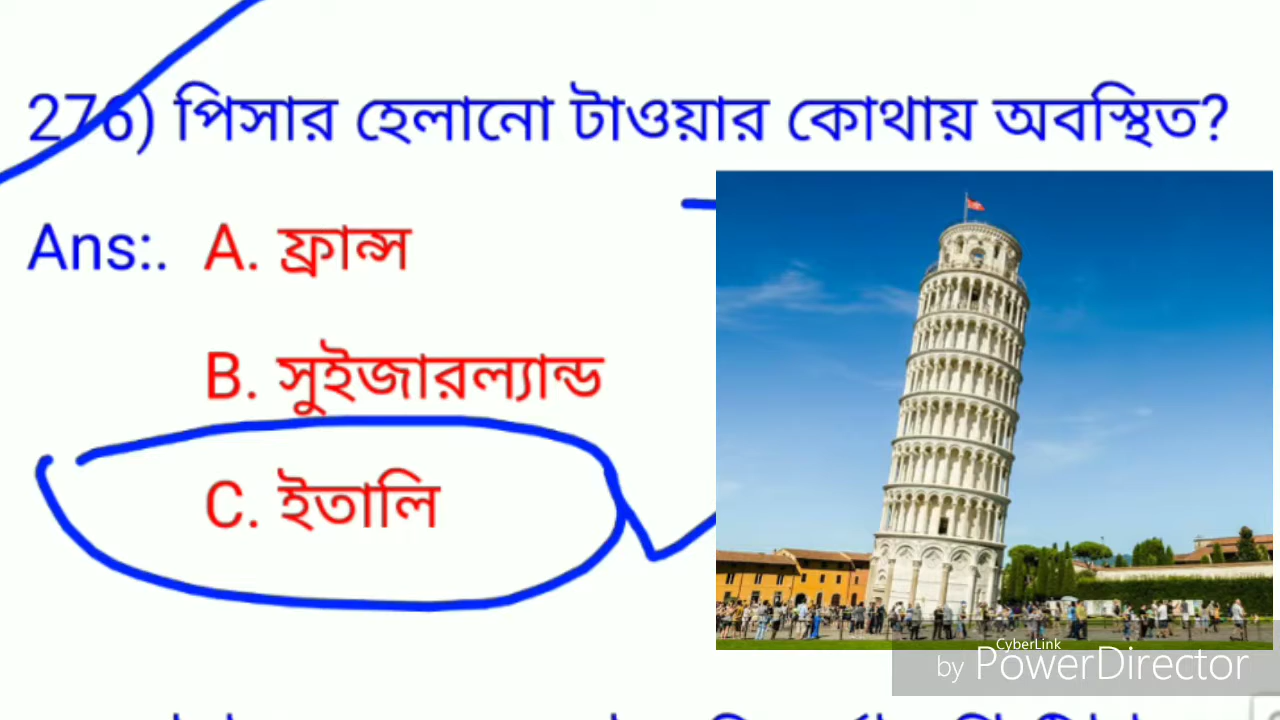 276) পিসার হেলানো টাওয়ার কোথায় অবস্থিত?
Ans:. A. ফ্রান্স
B. সুইজারল্যান্ড
C. ইতালি
CyberLink
by PowerDirector